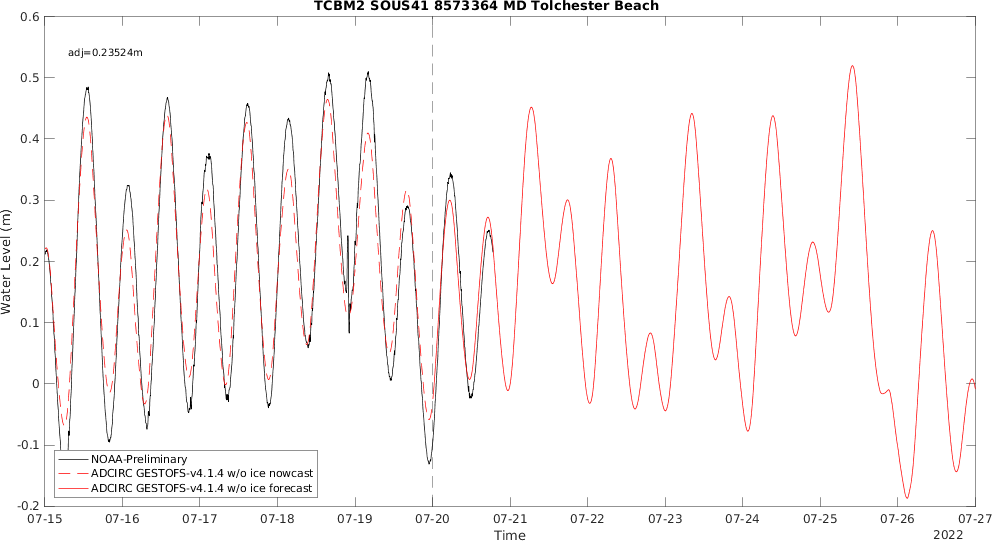 TCBM2 SOUS41 8573364 MD Tolchester Beach
0.6
adj=0.23524m
0.5
0.4
0.3
0.2
0.1
0
-0.1
-0.2
Water Level (m)
NOAA-Preliminary
ADCIRC GESTOFS-v4.1.4 w/o ice nowcast
ADCIRC GESTOFS-v4.1.4 w/o ice forecast
07-15 07-16 07-17 07-18 07-19 07-20 07-21 07-22 07-23 07-24 07-25 07-26 07-27
Time
2022